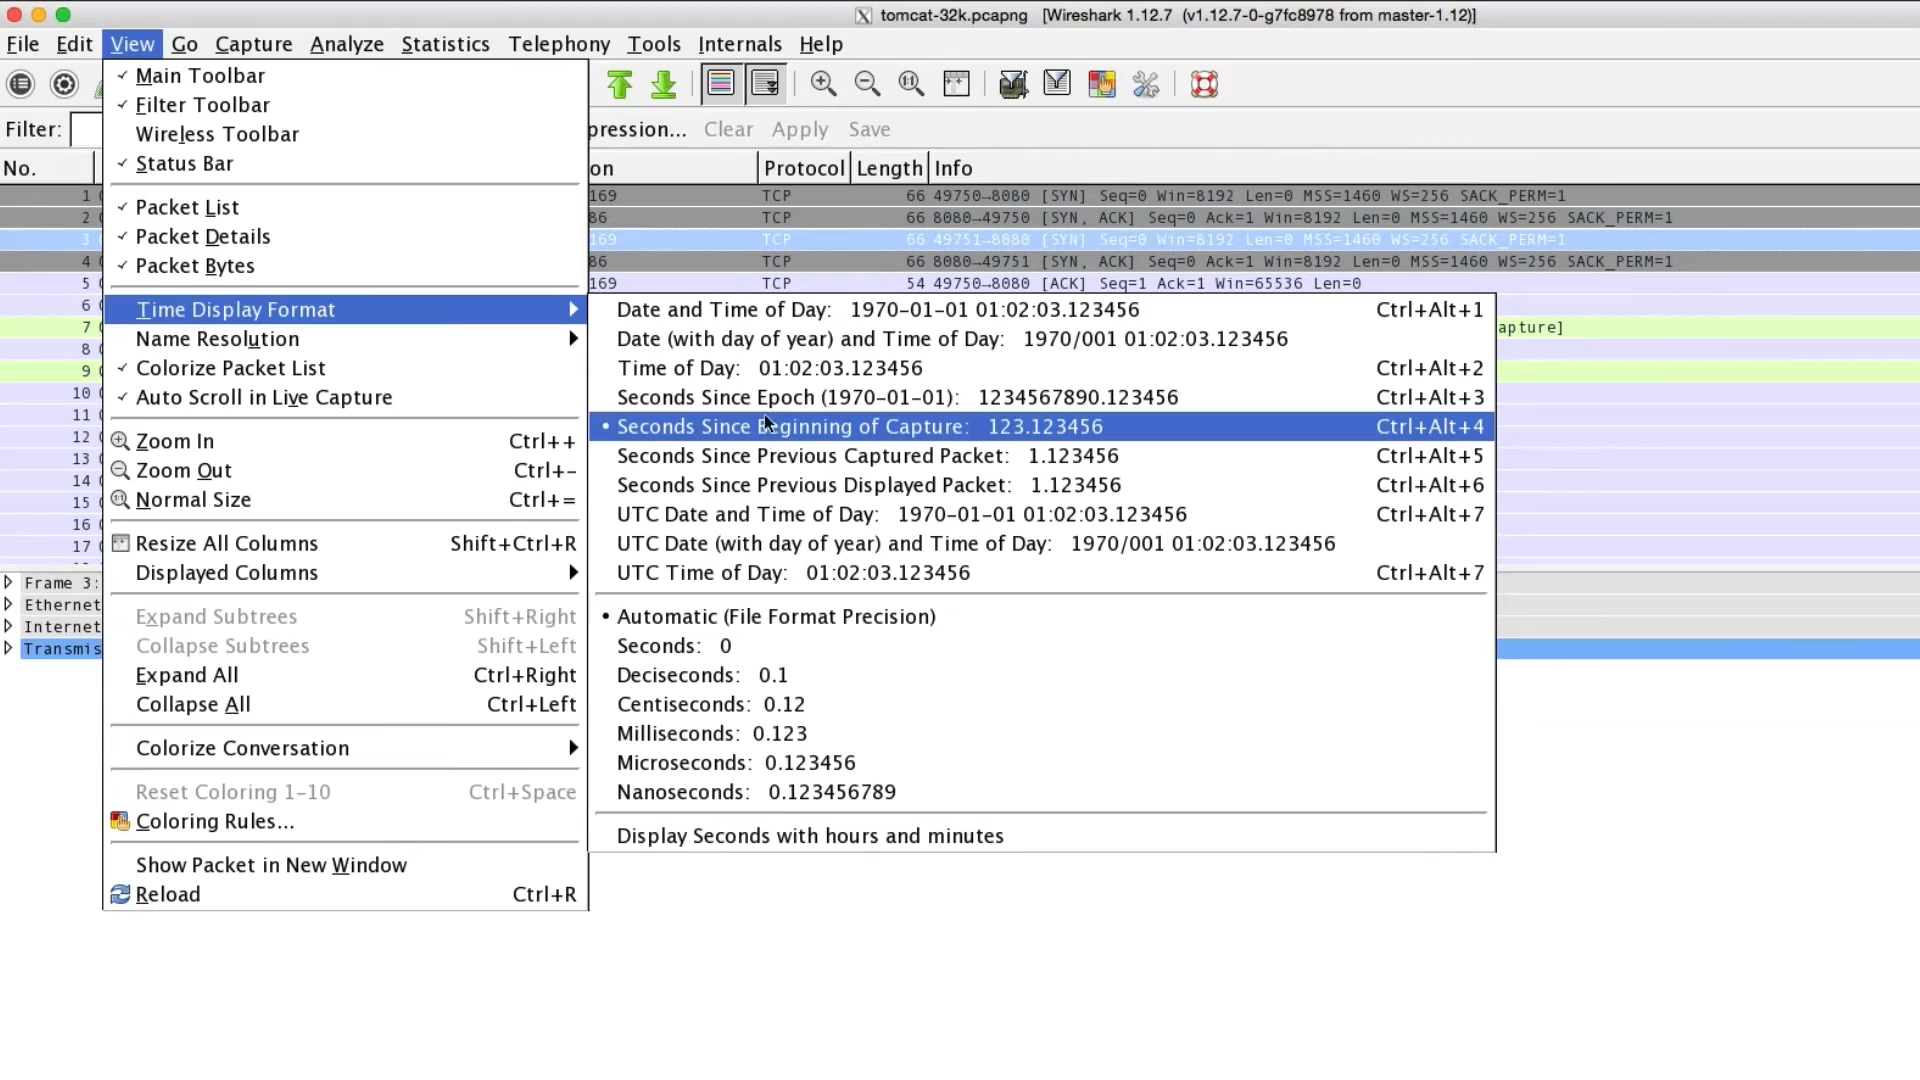 tomcat-32k.pcapng [Wireshark 1.12.7 (v1.12.7-0-g7fc8978 from master-1.12)]
File Edit View Go Capture Analyze Statistics Telephony Tools Internals Help
Filter: pression... Clear Apply Save
No. on Protocol Length Info
1 169 TCP 66 49750→8080 [SYN] Seq=0 Win=8192 Len=0 MSS=1460 WS=256 SACK_PERM=1
2 86 TCP 66 8080→49750 [SYN, ACK] Seq=0 Ack=1 Win=8192 Len=0 MSS=1460 WS=256 SACK_PERM=1
3 169 TCP 66 49751→8080 [SYN] Seq=0 Win=8192 Len=0 MSS=1460 WS=256 SACK_PERM=1
4 86 TCP 66 8080→49751 [SYN, ACK] Seq=0 Ack=1 Win=8192 Len=0 MSS=1460 WS=256 SACK_PERM=1
5 169 TCP 54 49750→8080 [ACK] Seq=1 Ack=1 Win=65536 Len=0
6
7 apture]
8
9
10
11
12
13
14
15
16
17
Frame 3:
Ethernet
Internet
Transmis
Main Toolbar
Filter Toolbar
Wireless Toolbar
Status Bar
Packet List
Packet Details
Packet Bytes
Time Display Format
Name Resolution
Colorize Packet List
Auto Scroll in Live Capture
Zoom In Ctrl++
Zoom Out Ctrl+-
Normal Size Ctrl+=
Resize All Columns Shift+Ctrl+R
Displayed Columns
Expand Subtrees Shift+Right
Collapse Subtrees Shift+Left
Expand All Ctrl+Right
Collapse All Ctrl+Left
Colorize Conversation
Reset Coloring 1-10 Ctrl+Space
Coloring Rules...
Show Packet in New Window
Reload Ctrl+R
Date and Time of Day: 1970-01-01 01:02:03.123456 Ctrl+Alt+1
Date (with day of year) and Time of Day: 1970/001 01:02:03.123456
Time of Day: 01:02:03.123456 Ctrl+Alt+2
Seconds Since Epoch (1970-01-01): 1234567890.123456 Ctrl+Alt+3
• Seconds Since Beginning of Capture: 123.123456 Ctrl+Alt+4
Seconds Since Previous Captured Packet: 1.123456 Ctrl+Alt+5
Seconds Since Previous Displayed Packet: 1.123456 Ctrl+Alt+6
UTC Date and Time of Day: 1970-01-01 01:02:03.123456 Ctrl+Alt+7
UTC Date (with day of year) and Time of Day: 1970/001 01:02:03.123456
UTC Time of Day: 01:02:03.123456 Ctrl+Alt+7
• Automatic (File Format Precision)
Seconds: 0
Deciseconds: 0.1
Centiseconds: 0.12
Milliseconds: 0.123
Microseconds: 0.123456
Nanoseconds: 0.123456789
Display Seconds with hours and minutes